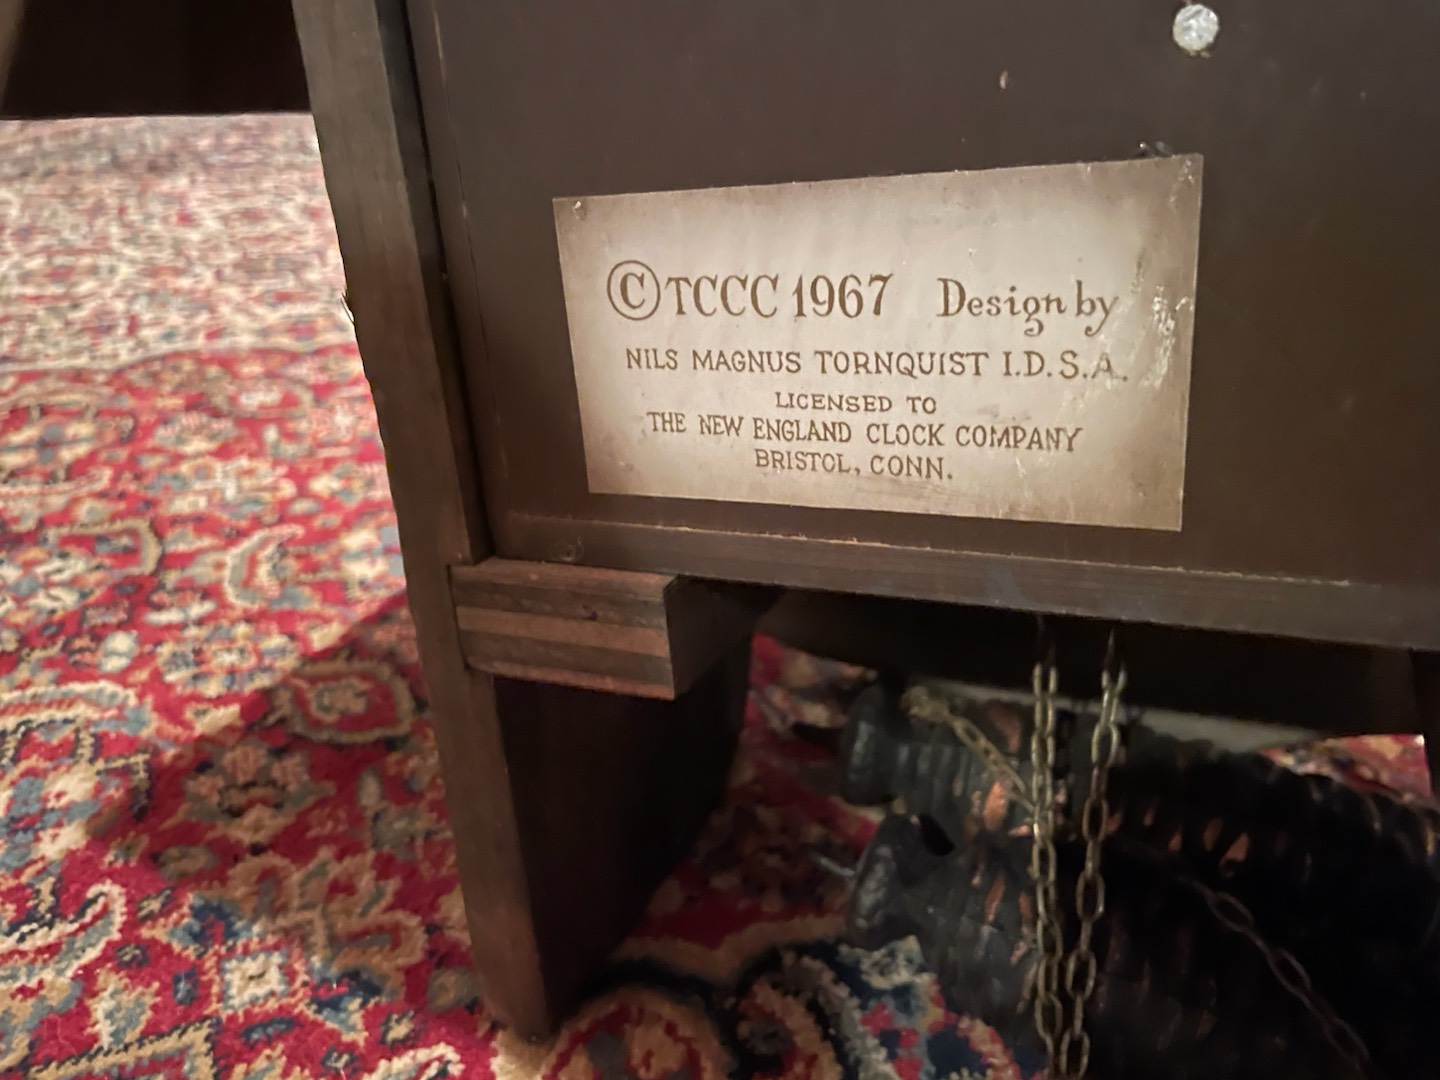 ©TCCC 1967 Design by
NILS MAGNUS TORNQUIST I.D.S.A.
LICENSED TO
THE NEW ENGLAND CLOCK COMPANY
BRISTOL, CONN.